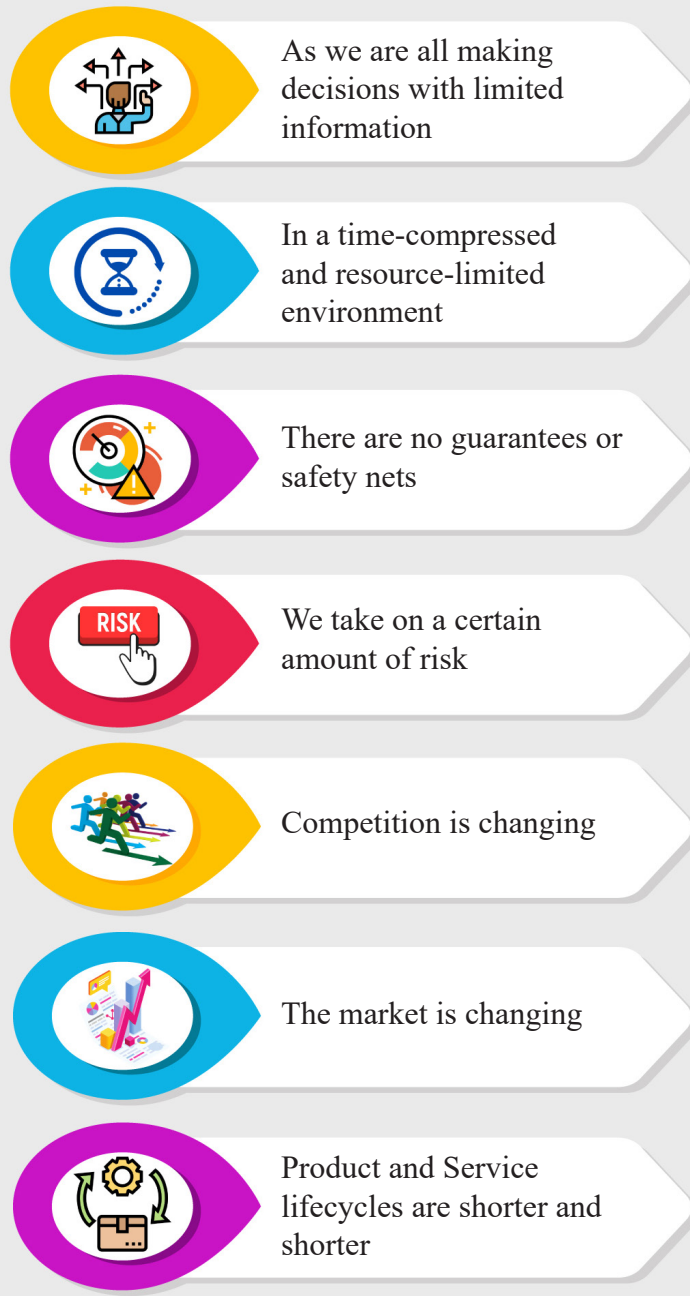 As we are all making
decisions with limited
information
In a time-compressed
and resource-limited
environment
There are no guarantees or
safety nets
RISK
We take on a certain
amount of risk
Competition is changing
The market is changing
Product and Service
lifecycles are shorter and
shorter